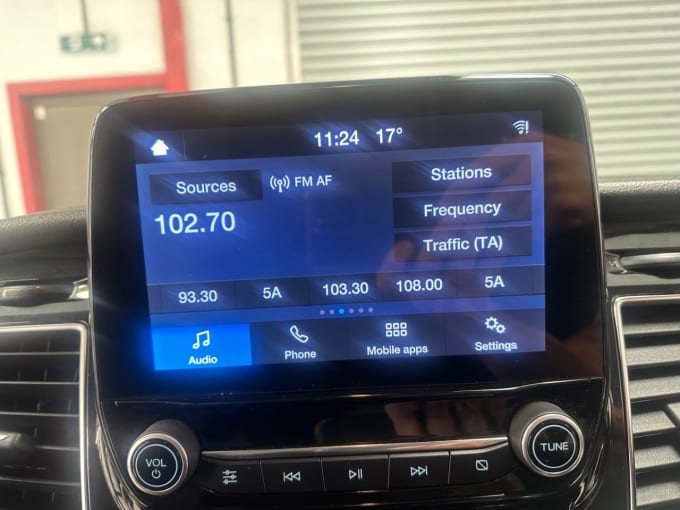 11:24 17°
Sources FM AF Stations
102.70 Frequency
Traffic (TA)
93.30 5A 103.30 108.00 5A
Audio Phone Mobile apps Settings
VOL TUNE